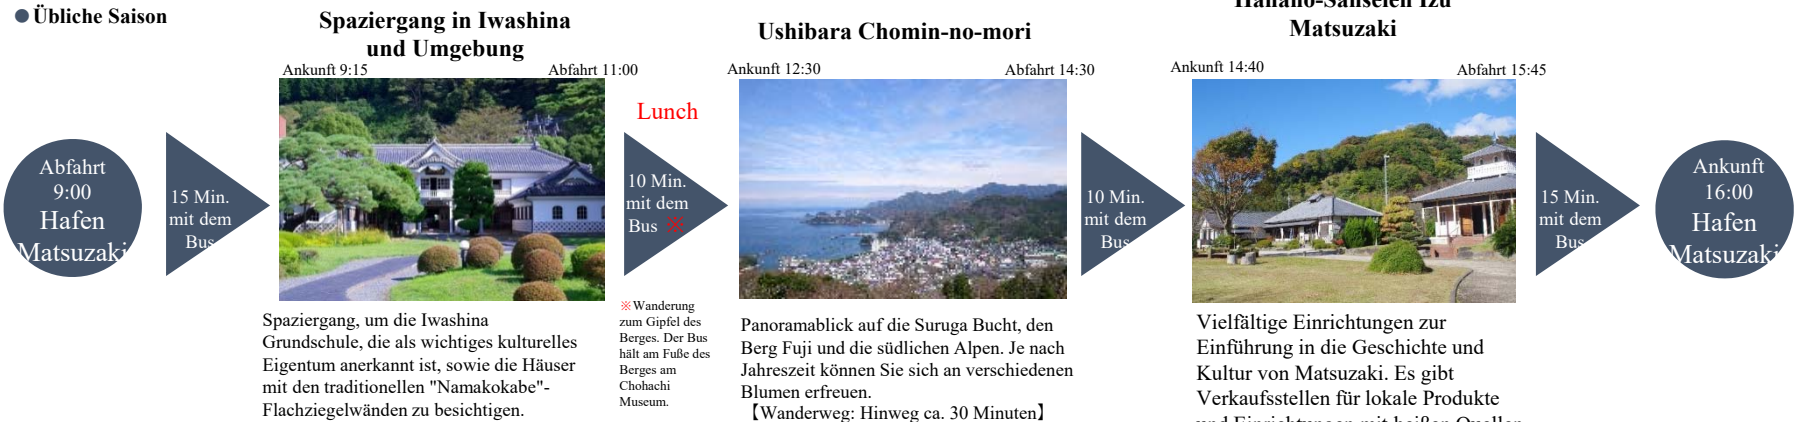 ● Übliche Saison
Spaziergang in Iwashina
und Umgebung
Ankunft 9:15
Abfahrt 11:00
Lunch
Ushibara Chomin-no-mori
Ankunft 12:30
Abfahrt 14:30
Izu
Matsuzaki
Ankunft 14:40
Abfahrt 15:45
Abfahrt
9:00
Hafen
Matsuzaki
15 Min.
mit dem
Bus
10 Min.
mit dem
Bus ※
10 Min.
mit dem
Bus
15 Min.
mit dem
Bus
Ankunft
16:00
Hafen
Matsuzaki
Spaziergang, um die Iwashina
Grundschule, die als wichtiges kulturelles
Eigentum anerkannt ist, sowie die Häuser
mit den traditionellen "Namakokabe"-
Flachziegelwänden zu besichtigen.
※Wanderung
zum Gipfel des
Berges. Der Bus
hält am Fuße des
Berges am
Chohachi
Museum.
Panoramablick auf die Suruga Bucht, den
Berg Fuji und die südlichen Alpen. Je nach
Jahreszeit können Sie sich an verschiedenen
Blumen erfreuen.
【Wanderweg: Hinweg ca. 30 Minuten】
Vielfältige Einrichtungen zur
Einführung in die Geschichte und
Kultur von Matsuzaki. Es gibt
Verkaufsstellen für lokale Produkte
und Einrichtungen mit heißen Quellen